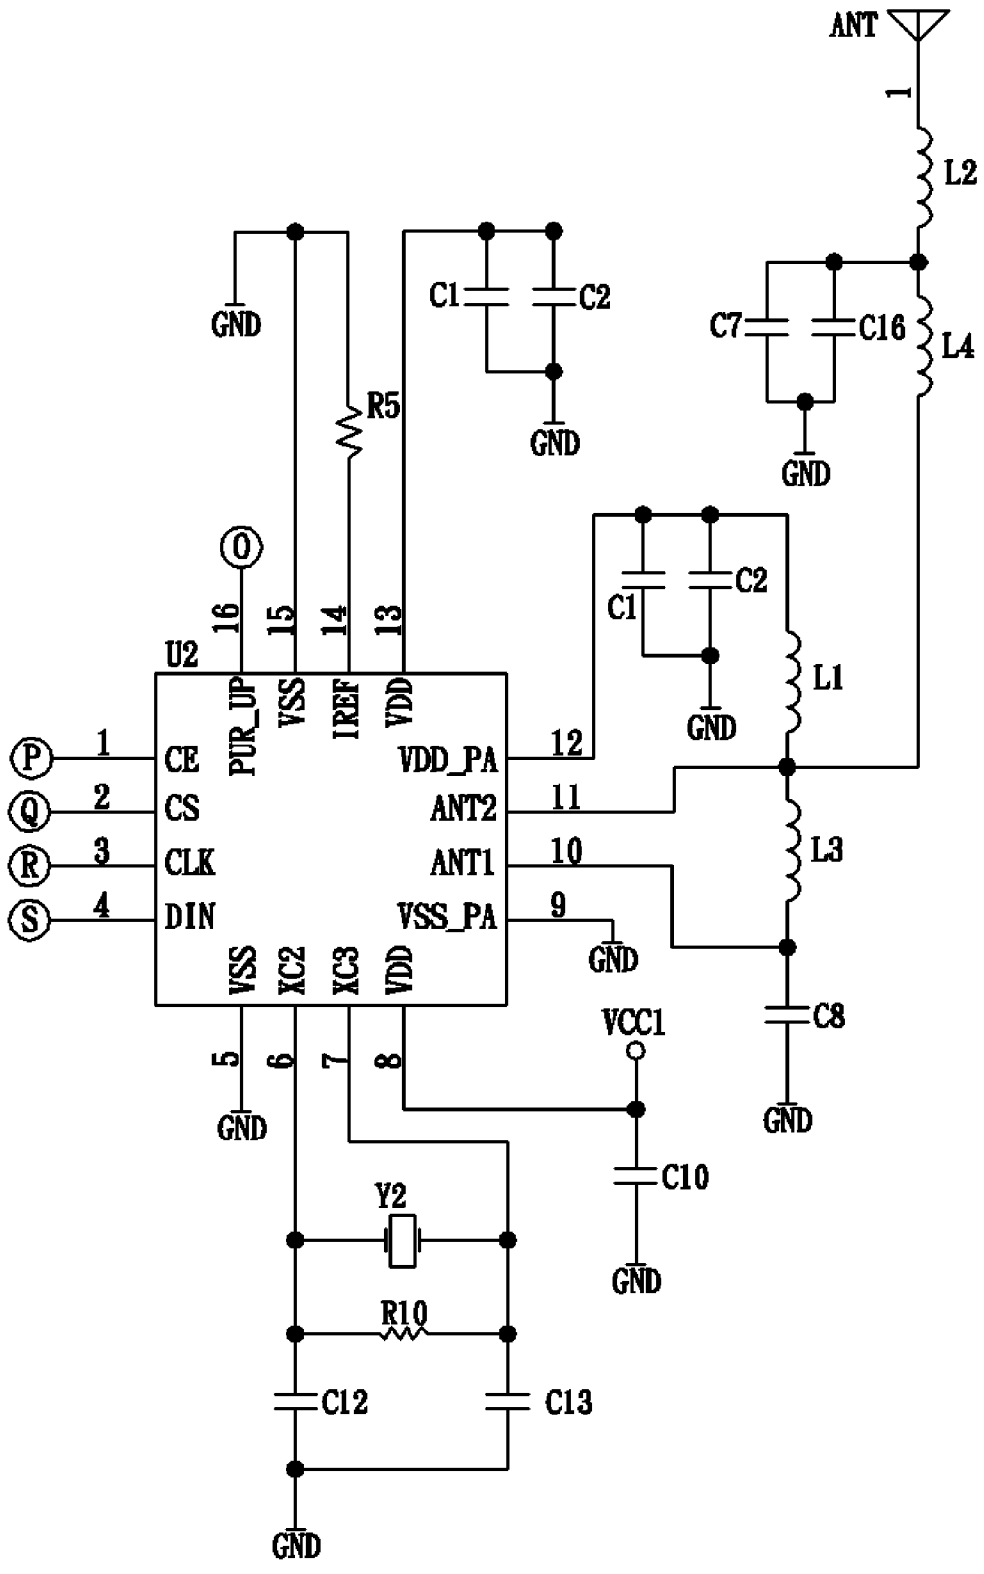 ANT
1
L2
GND
C1
C2
C7
C16
L4
R5
GND
GND
O
16
15
14
13
C1
C2
U2
PUR_UP
VSS
IREF
VDD
L1
GND
P
1
CE
VDD_PA
12
Q
2
CS
ANT2
11
R
3
CLK
ANT1
10
L3
S
4
DIN
VSS_PA
9
GND
VSS
XC2
XC3
VDD
5
6
7
8
VCC1
C8
GND
GND
C10
Y2
GND
R10
C12
C13
GND